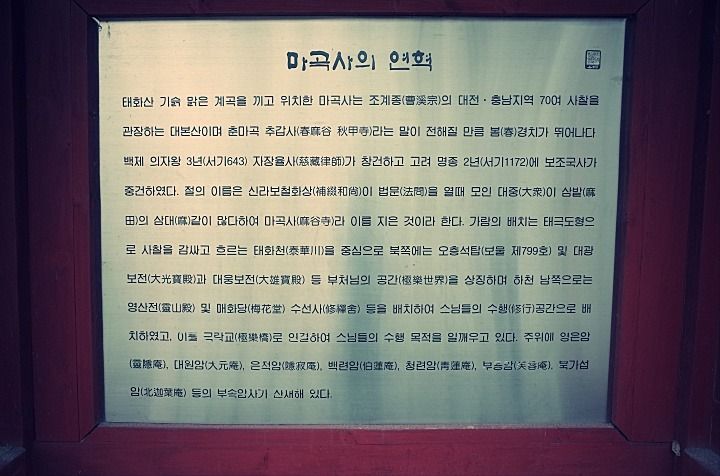 마곡사의 연혁
태화산 기슭 맑은 계곡을 끼고 위치한 마곡사는 조계종(曹溪宗)의 대전·충남지역 70여 사찰을
관장하는 대본산이며 춘마곡 추갑사(春麻谷 秋甲寺)라는 말이 전해질 만큼 봄(春)경치가 뛰어나다
백제 의자왕 3년(서기643) 자장율사(慈藏律師)가 창건하고 고려 명종 2년(서기1172)에 보조국사가
중건하였다. 절의 이름은 신라보철화상(補綴和尙)이 법문(法問)을 열때 모인 대중(大衆)이 삼밭(麻
田)의 삼대(麻)같이 많다하여 마곡사(麻谷寺)라 이름 지은 것이라 한다. 가람의 배치는 태극도형으
로 사찰을 감싸고 흐르는 태화천(泰華川)을 중심으로 북쪽에는 오층석탑(보물 제799호) 및 대광
보전(大光寶殿)과 대웅보전(大雄寶殿) 등 부처님의 공간(極樂世界)을 상징하며 하천 남쪽으로는
영산전(靈山殿) 및 매화당(梅花堂) 수선사(修禪舍) 등을 배치하여 스님들의 수행(修行)공간으로 배
치하였고, 이를 극락교(極樂橋)로 연결하여 스님들의 수행 목적을 일깨우고 있다. 주위에 영은암
(靈隱庵), 대원암(大元庵), 은적암(隱寂庵), 백련암(伯蓮庵), 청련암(靑蓮庵), 부용암(芙蓉庵), 북가섭
암(北迦葉庵) 등의 부속암자가 산재해 있다.